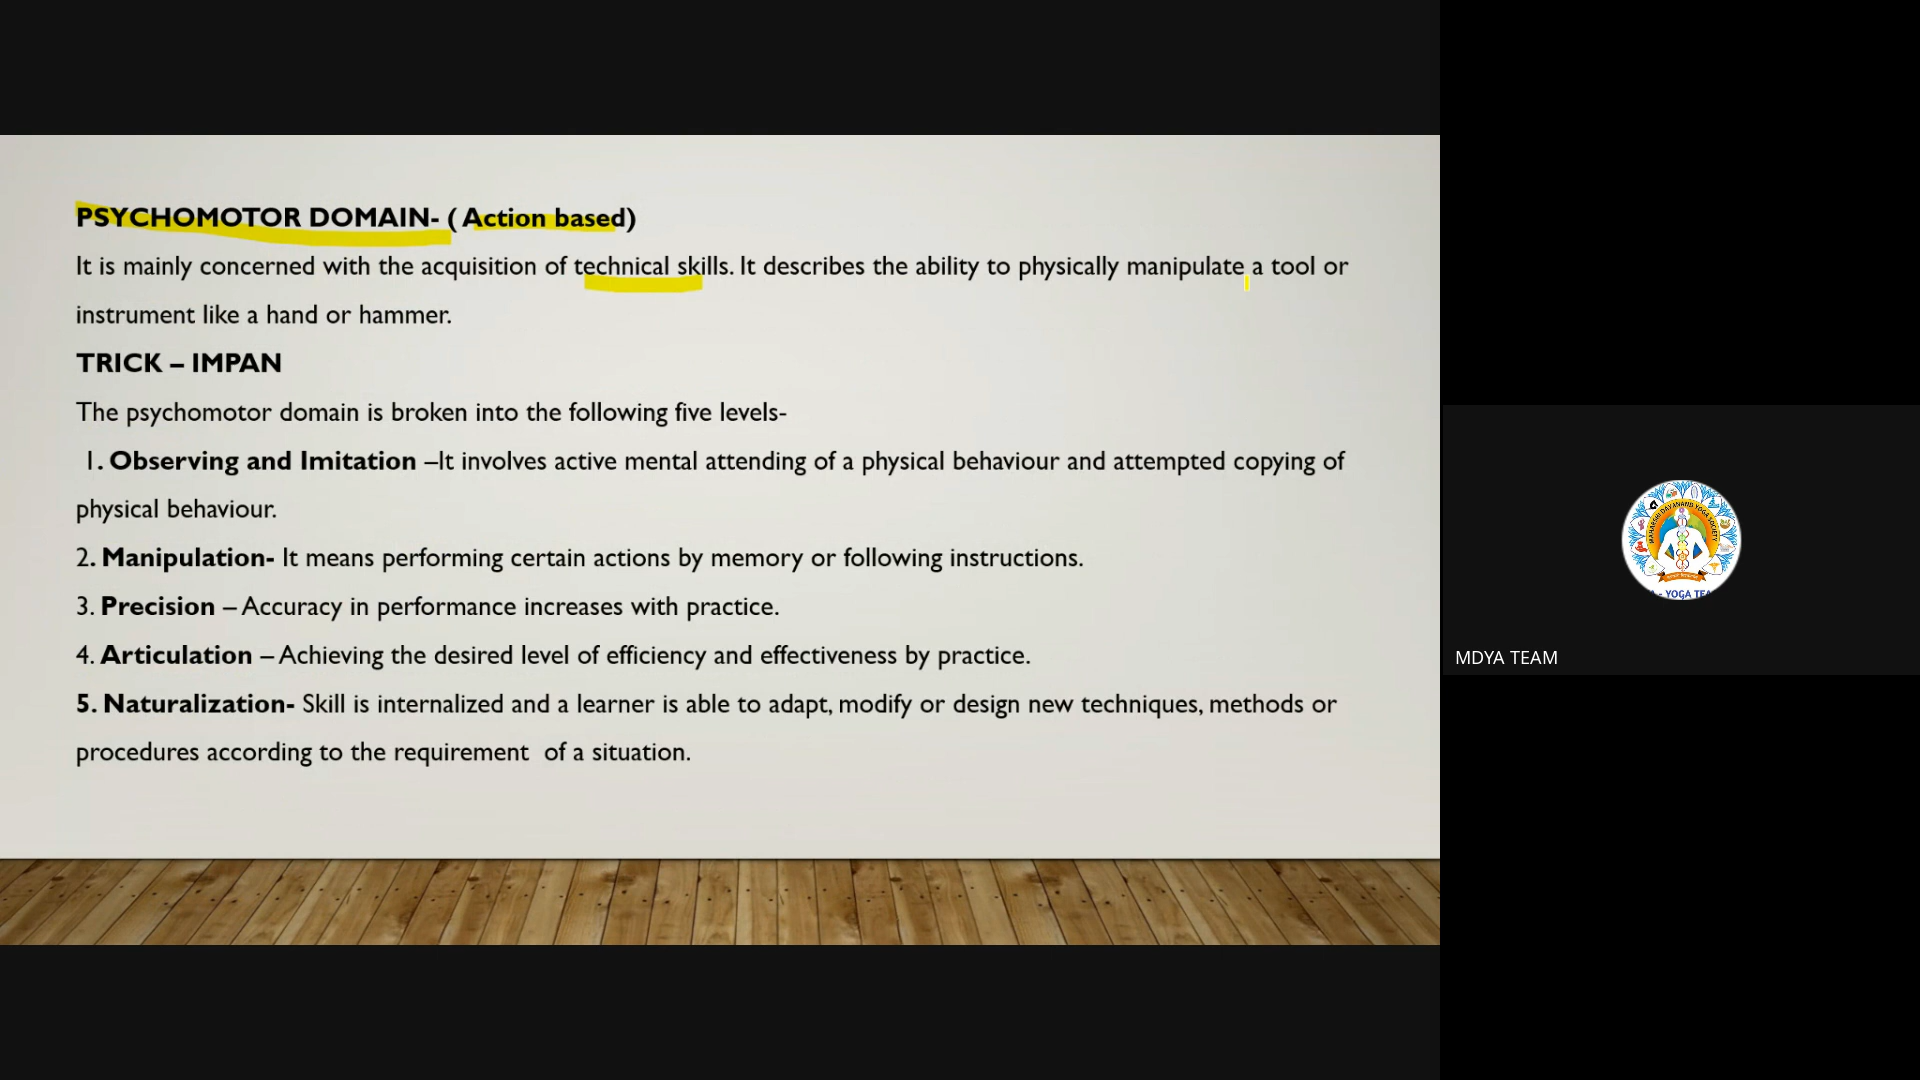 PSYCHOMOTOR DOMAIN- ( Action based)
It is mainly concerned with the acquisition of technical skills. It describes the ability to physically manipulate a tool or
instrument like a hand or hammer.
TRICK – IMPAN
The psychomotor domain is broken into the following five levels-
1. Observing and Imitation –It involves active mental attending of a physical behaviour and attempted copying of
physical behaviour.
2. Manipulation- It means performing certain actions by memory or following instructions.
3. Precision – Accuracy in performance increases with practice.
4. Articulation – Achieving the desired level of efficiency and effectiveness by practice.
5. Naturalization- Skill is internalized and a learner is able to adapt, modify or design new techniques, methods or
procedures according to the requirement  of a situation.
MAHARSHI DAYANAND YOGA SOCIETY
- YOGA TEA
MDYA TEAM